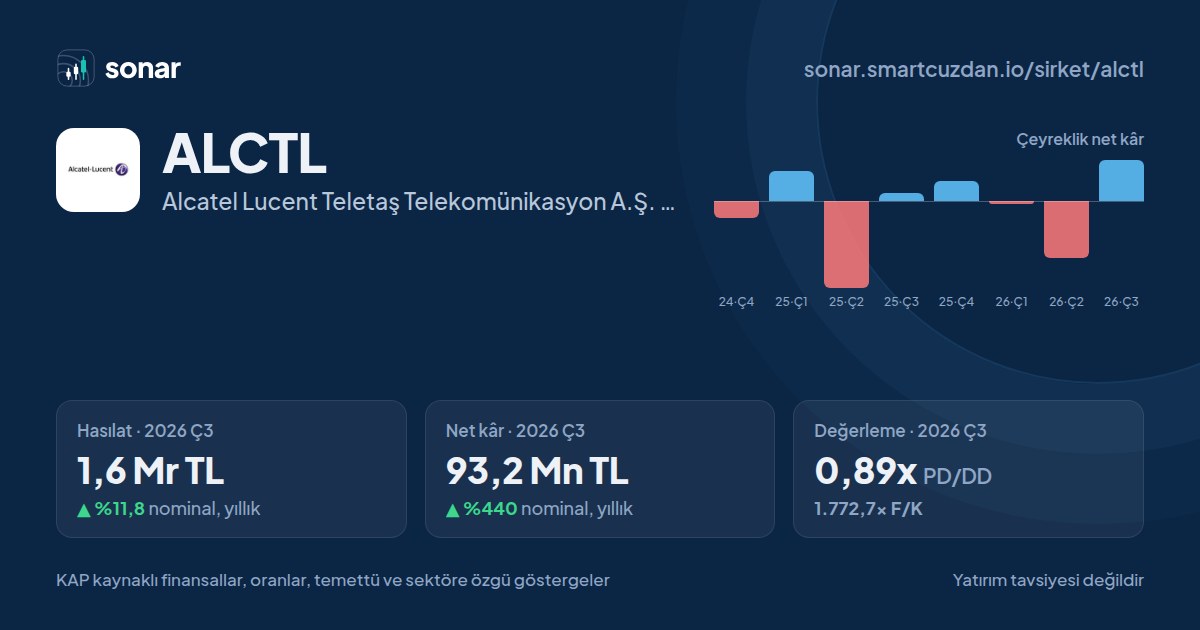 sonar
sonar.smartcuzdan.io/sirket/alctl
Alcatel-Lucent
ALCTL
Alcatel Lucent Teletaş Telekomünikasyon A.Ş. ...
Çeyreklik net kâr
24·Ç4 25·Ç1 25·Ç2 25·Ç3 25·Ç4 26·Ç1 26·Ç2 26·Ç3
Hasılat · 2026 Ç3
1,6 Mr TL
▲ %11,8 nominal, yıllık
Net kâr · 2026 Ç3
93,2 Mn TL
▲ %440 nominal, yıllık
Değerleme · 2026 Ç3
0,89x PD/DD
1.772,7× F/K
KAP kaynaklı finansallar, oranlar, temettü ve sektöre özgü göstergeler
Yatırım tavsiyesi değildir